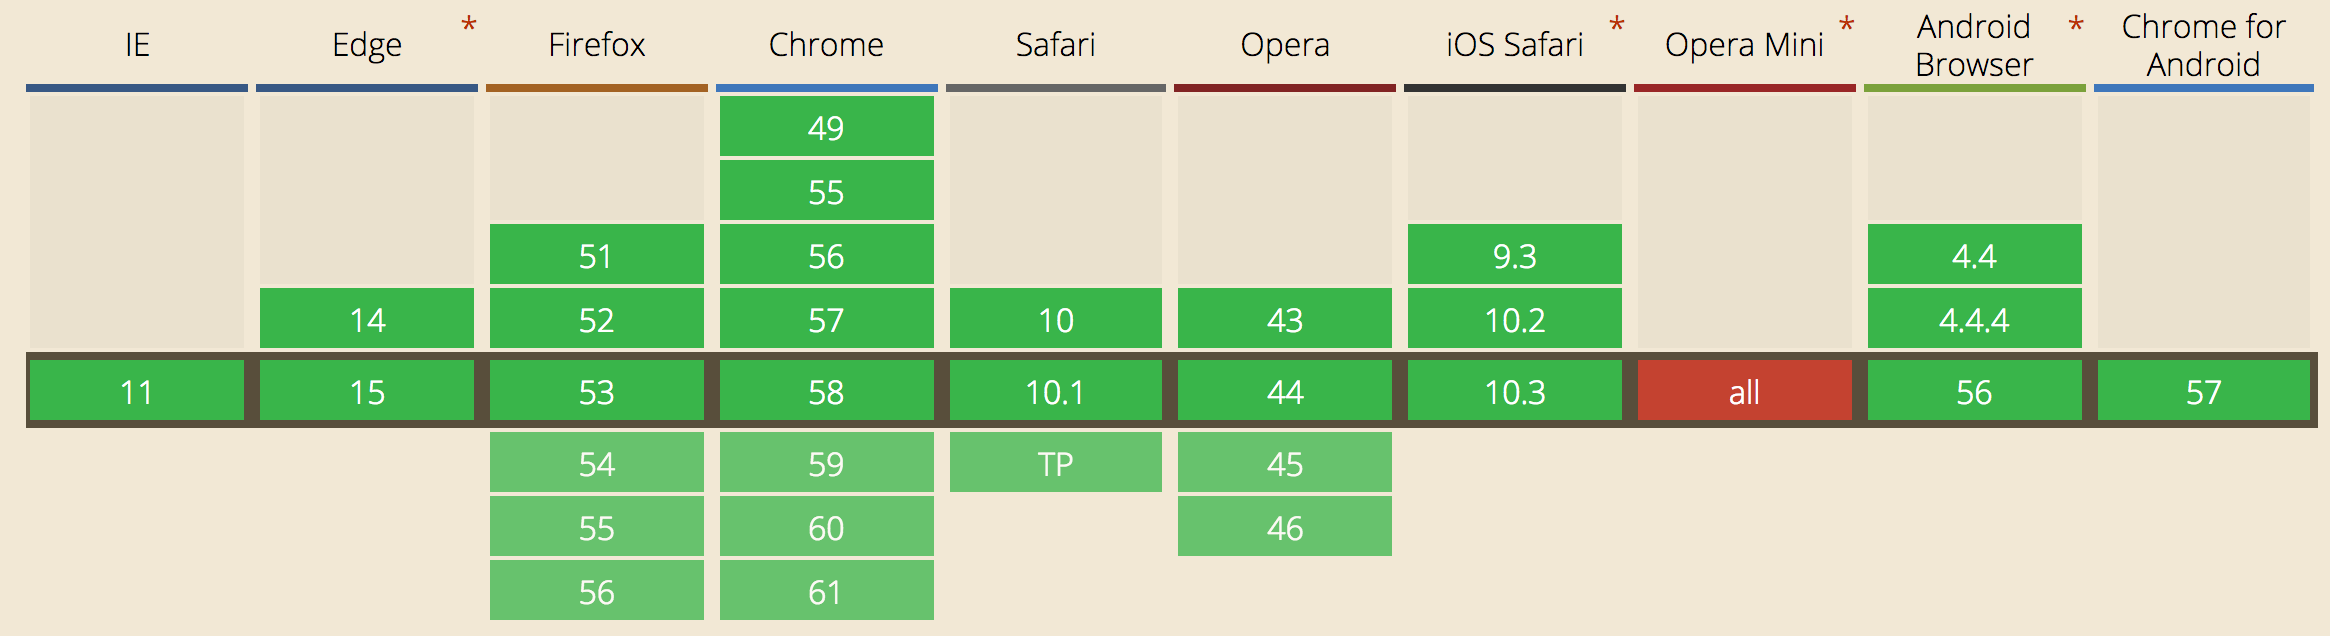 IE Edge * Firefox Chrome Safari Opera iOS Safari * Opera Mini * Android Browser * Chrome for Android
49
55
51 56 9.3 4.4
14 52 57 10 43 10.2 4.4.4
11 15 53 58 10.1 44 10.3 all 56 57
54 59 TP 45
55 60 46
56 61